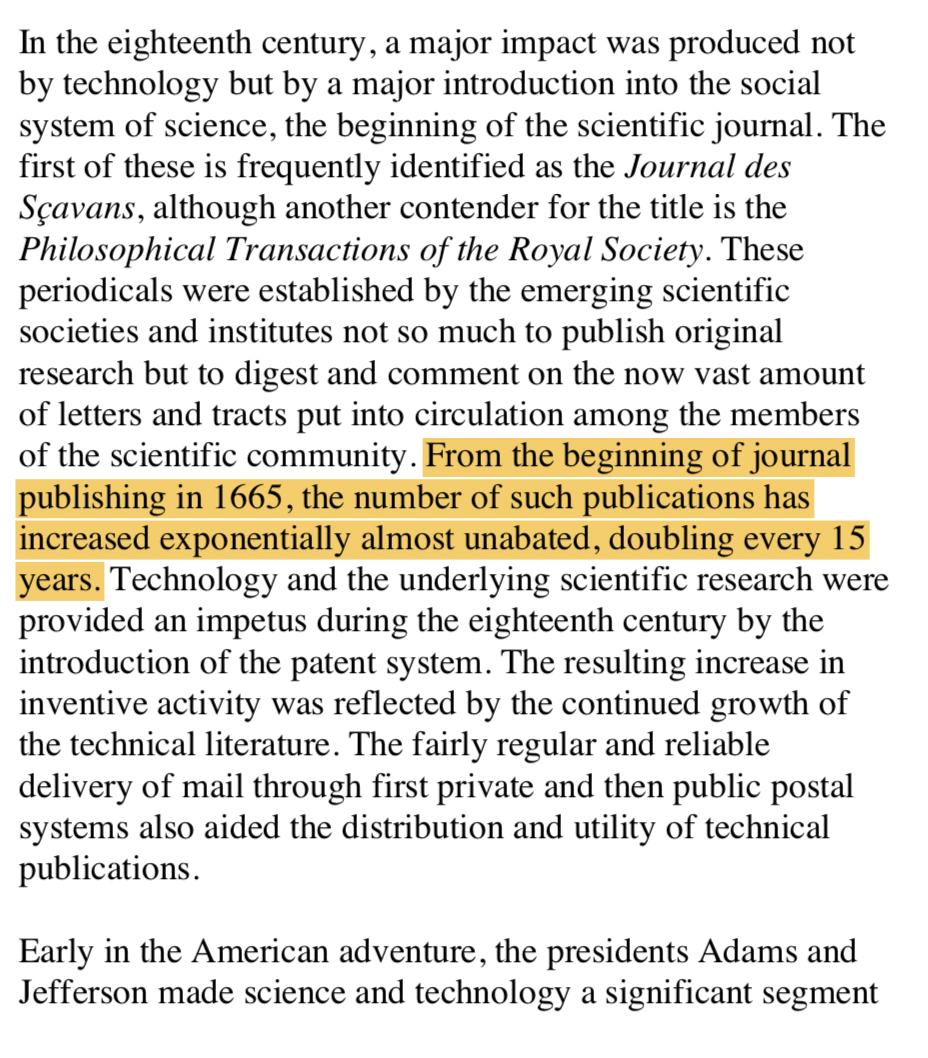 In the eighteenth century, a major impact was produced not
by technology but by a major introduction into the social
system of science, the beginning of the scientific journal. The
first of these is frequently identified as the Journal des
Sçavans, although another contender for the title is the
Philosophical Transactions of the Royal Society. These
periodicals were established by the emerging scientific
societies and institutes not so much to publish original
research but to digest and comment on the now vast amount
of letters and tracts put into circulation among the members
of the scientific community. From the beginning of journal
publishing in 1665, the number of such publications has
increased exponentially almost unabated, doubling every 15
years. Technology and the underlying scientific research were
provided an impetus during the eighteenth century by the
introduction of the patent system. The resulting increase in
inventive activity was reflected by the continued growth of
the technical literature. The fairly regular and reliable
delivery of mail through first private and then public postal
systems also aided the distribution and utility of technical
publications.
Early in the American adventure, the presidents Adams and
Jefferson made science and technology a significant segment